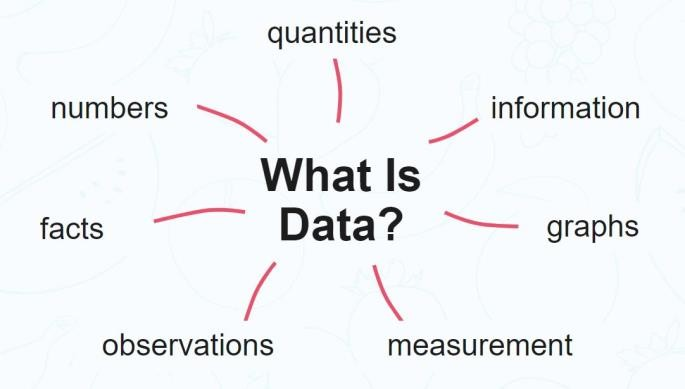 quantities
numbers
information
What Is
Data?
facts
graphs
observations
measurement